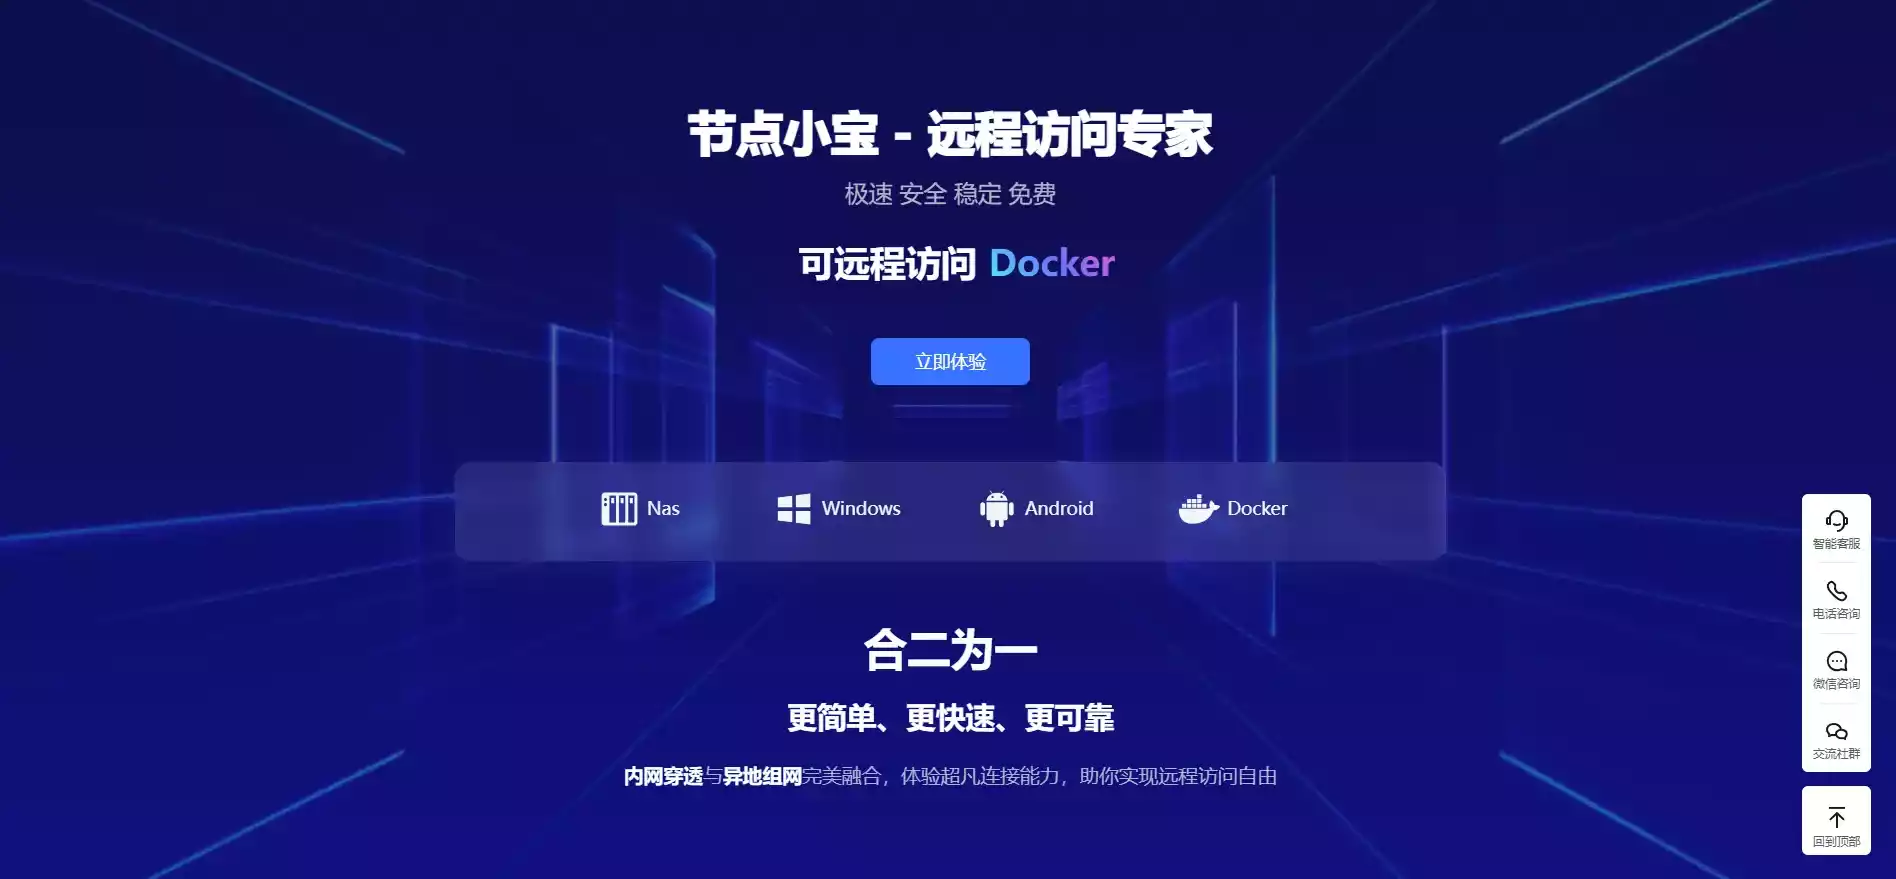 节点小宝 - 远程访问专家
极速 安全 稳定 免费
可远程访问 Docker
立即体验
Nas Windows Android Docker
合二为一
更简单、更快速、更可靠
内网穿透与异地组网完美融合，体验超凡连接能力，助你实现远程访问自由
智能客服
电话咨询
微信咨询
交流社群
回到顶部